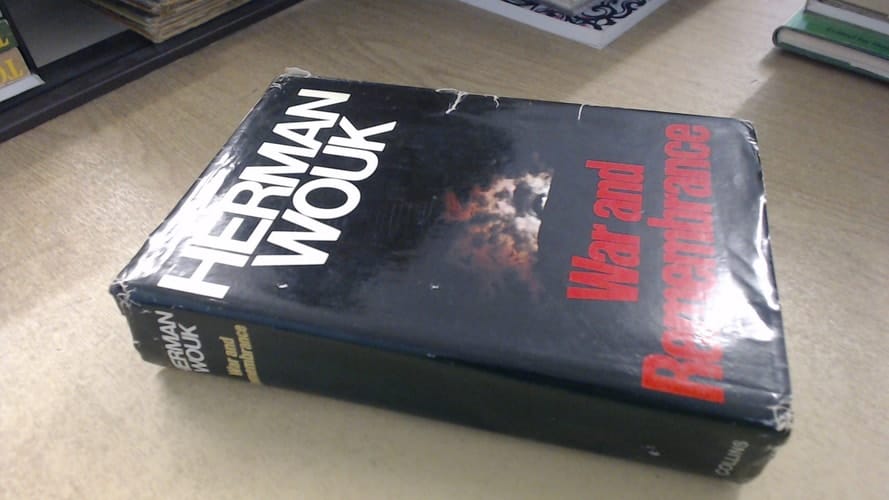 HERMAN
WOUK
War and
Remembrance
HERMAN
WOUK
War and
Remembrance
COLLINS